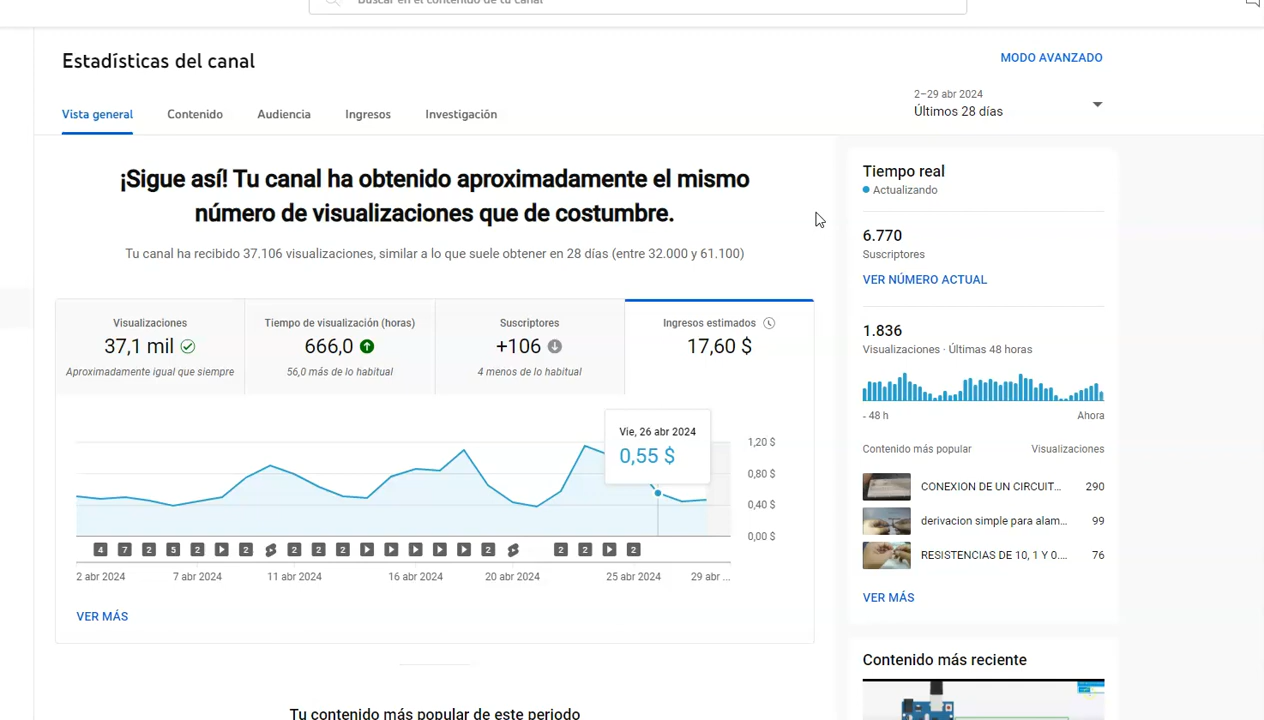 Buscar en el contenido de tu canal
Estadísticas del canal
MODO AVANZADO
2–29 abr 2024
Últimos 28 días
Vista general
Contenido
Audiencia
Ingresos
Investigación
¡Sigue así! Tu canal ha obtenido aproximadamente el mismo
número de visualizaciones que de costumbre.
Tu canal ha recibido 37.106 visualizaciones, similar a lo que suele obtener en 28 días (entre 32.000 y 61.100)
Visualizaciones
37,1 mil
Aproximadamente igual que siempre
Tiempo de visualización (horas)
666,0
56,0 más de lo habitual
Suscriptores
+106
4 menos de lo habitual
Ingresos estimados
17,60 $
Vie, 26 abr 2024
0,55 $
1,20 $
0,80 $
0,40 $
0,00 $
4 7 2 5 2 2 2 2 2 2 2 2 2
2 abr 2024
7 abr 2024
11 abr 2024
16 abr 2024
20 abr 2024
25 abr 2024
29 abr ...
VER MÁS
Tu contenido más popular de este periodo
Tiempo real
Actualizando
6.770
Suscriptores
VER NÚMERO ACTUAL
1.836
Visualizaciones · Últimas 48 horas
- 48 h
Ahora
Contenido más popular
Visualizaciones
CONEXION DE UN CIRCUIT...
290
derivacion simple para alam...
99
RESISTENCIAS DE 10, 1 Y 0....
76
VER MÁS
Contenido más reciente